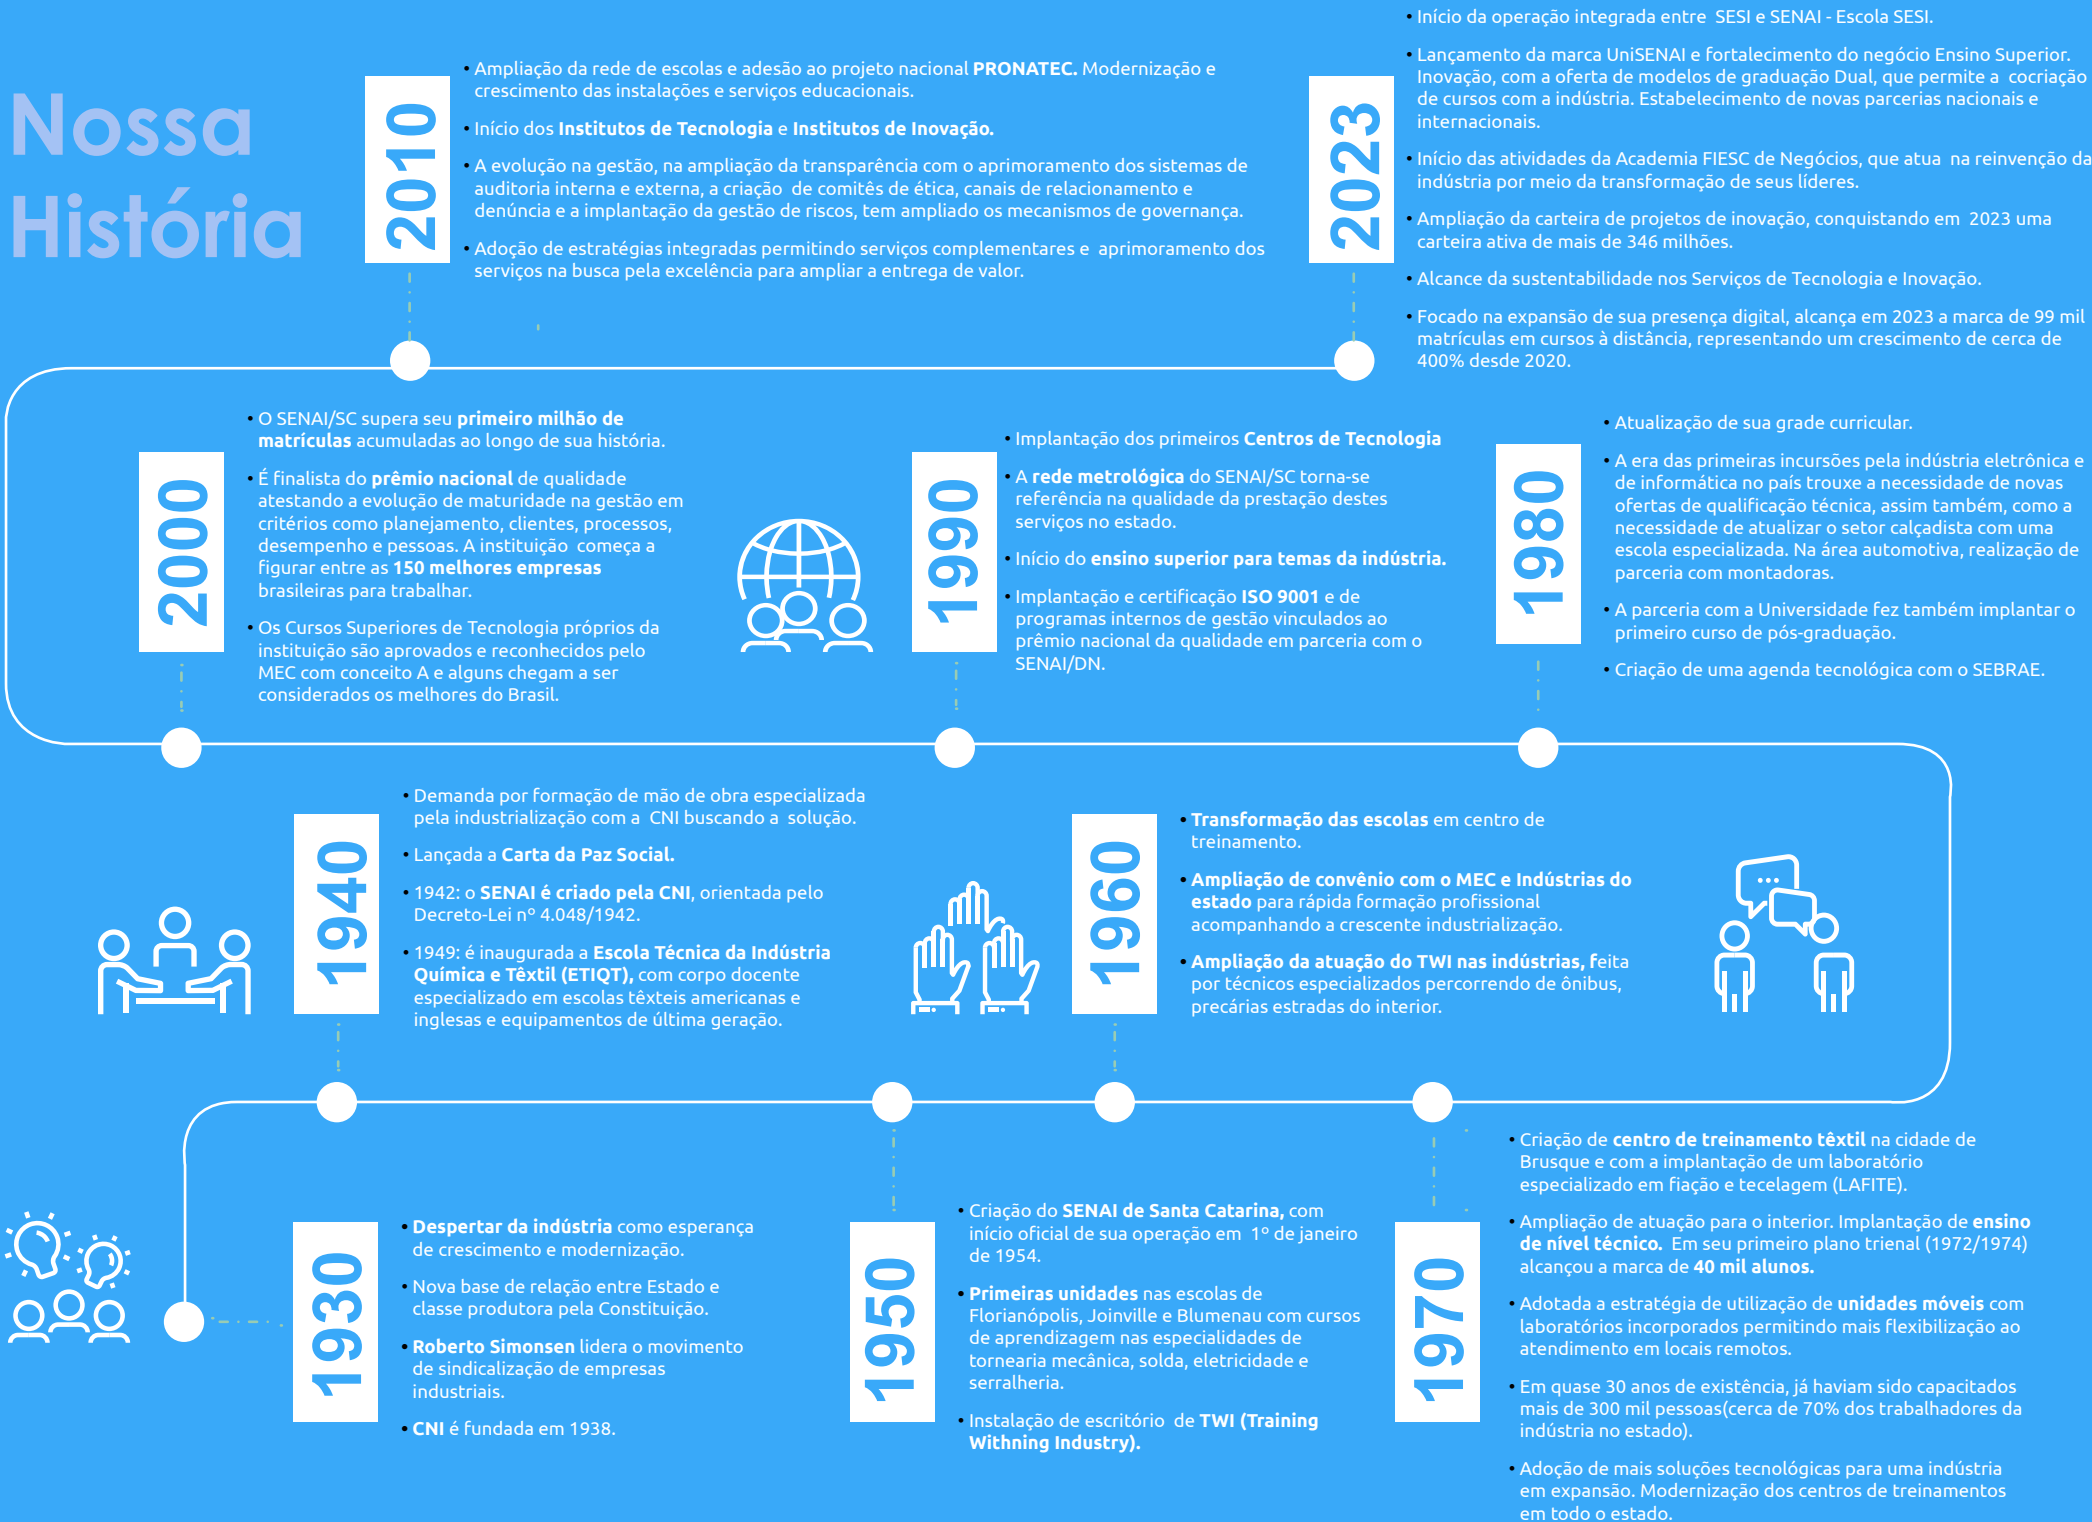 Nossa
História
2010
• Ampliação da rede de escolas e adesão ao projeto nacional PRONATEC. Modernização e
crescimento das instalações e serviços educacionais.
• Início dos Institutos de Tecnologia e Institutos de Inovação.
• A evolução na gestão, na ampliação da transparência com o aprimoramento dos sistemas de
auditoria interna e externa, a criação de comitês de ética, canais de relacionamento e
denúncia e a implantação da gestão de riscos, tem ampliado os mecanismos de governança.
• Adoção de estratégias integradas permitindo serviços complementares e aprimoramento dos
serviços na busca pela excelência para ampliar a entrega de valor.
2023
• Início da operação integrada entre SESI e SENAI - Escola SESI.
• Lançamento da marca UniSENAI e fortalecimento do negócio Ensino Superior.
Inovação, com a oferta de modelos de graduação Dual, que permite a cocriação
de cursos com a indústria. Estabelecimento de novas parcerias nacionais e
internacionais.
• Início das atividades da Academia FIESC de Negócios, que atua na reinvenção da
indústria por meio da transformação de seus líderes.
• Ampliação da carteira de projetos de inovação, conquistando em 2023 uma
carteira ativa de mais de 346 milhões.
• Alcance da sustentabilidade nos Serviços de Tecnologia e Inovação.
• Focado na expansão de sua presença digital, alcança em 2023 a marca de 99 mil
matrículas em cursos à distância, representando um crescimento de cerca de
400% desde 2020.
2000
• O SENAI/SC supera seu primeiro milhão de
matrículas acumuladas ao longo de sua história.
• É finalista do prêmio nacional de qualidade
atestando a evolução de maturidade na gestão em
critérios como planejamento, clientes, processos,
desempenho e pessoas. A instituição começa a
figurar entre as 150 melhores empresas
brasileiras para trabalhar.
• Os Cursos Superiores de Tecnologia próprios da
instituição são aprovados e reconhecidos pelo
MEC com conceito A e alguns chegam a ser
considerados os melhores do Brasil.
1990
• Implantação dos primeiros Centros de Tecnologia
• A rede metrológica do SENAI/SC torna-se
referência na qualidade da prestação destes
serviços no estado.
• Início do ensino superior para temas da indústria.
• Implantação e certificação ISO 9001 e de
programas internos de gestão vinculados ao
prêmio nacional da qualidade em parceria com o
SENAI/DN.
1980
• Atualização de sua grade curricular.
• A era das primeiras incursões pela indústria eletrônica e
de informática no país trouxe a necessidade de novas
ofertas de qualificação técnica, assim também, como a
necessidade de atualizar o setor calçadista com uma
escola especializada. Na área automotiva, realização de
parceria com montadoras.
• A parceria com a Universidade fez também implantar o
primeiro curso de pós-graduação.
• Criação de uma agenda tecnológica com o SEBRAE.
1940
• Demanda por formação de mão de obra especializada
pela industrialização com a CNI buscando a solução.
• Lançada a Carta da Paz Social.
• 1942: o SENAI é criado pela CNI, orientada pelo
Decreto-Lei nº 4.048/1942.
• 1949: é inaugurada a Escola Técnica da Indústria
Química e Têxtil (ETIQT), com corpo docente
especializado em escolas têxteis americanas e
inglesas e equipamentos de última geração.
1960
• Transformação das escolas em centro de
treinamento.
• Ampliação de convênio com o MEC e Indústrias do
estado para rápida formação profissional
acompanhando a crescente industrialização.
• Ampliação da atuação do TWI nas indústrias, feita
por técnicos especializados percorrendo de ônibus,
precárias estradas do interior.
1930
• Despertar da indústria como esperança
de crescimento e modernização.
• Nova base de relação entre Estado e
classe produtora pela Constituição.
• Roberto Simonsen lidera o movimento
de sindicalização de empresas
industriais.
• CNI é fundada em 1938.
1950
• Criação do SENAI de Santa Catarina, com
início oficial de sua operação em 1º de janeiro
de 1954.
• Primeiras unidades nas escolas de
Florianópolis, Joinville e Blumenau com cursos
de aprendizagem nas especialidades de
tornearia mecânica, solda, eletricidade e
serralheria.
• Instalação de escritório de TWI (Training
Withning Industry).
1970
• Criação de centro de treinamento têxtil na cidade de
Brusque e com a implantação de um laboratório
especializado em fiação e tecelagem (LAFITE).
• Ampliação de atuação para o interior. Implantação de ensino
de nível técnico. Em seu primeiro plano trienal (1972/1974)
alcançou a marca de 40 mil alunos.
• Adotada a estratégia de utilização de unidades móveis com
laboratórios incorporados permitindo mais flexibilização ao
atendimento em locais remotos.
• Em quase 30 anos de existência, já haviam sido capacitados
mais de 300 mil pessoas(cerca de 70% dos trabalhadores da
indústria no estado).
• Adoção de mais soluções tecnológicas para uma indústria
em expansão. Modernização dos centros de treinamentos
em todo o estado.